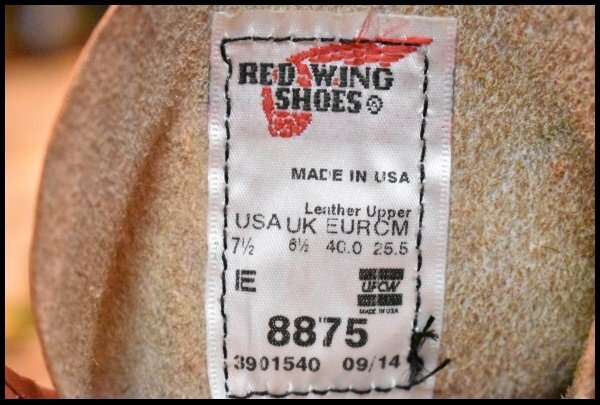 RED WING
SHOES ®
MADE IN USA
Leather Upper
USA UK EUR CM
7½ 6½ 40.0 25.5
E
UFCW
MADE IN USA
8875
3901540 09/14